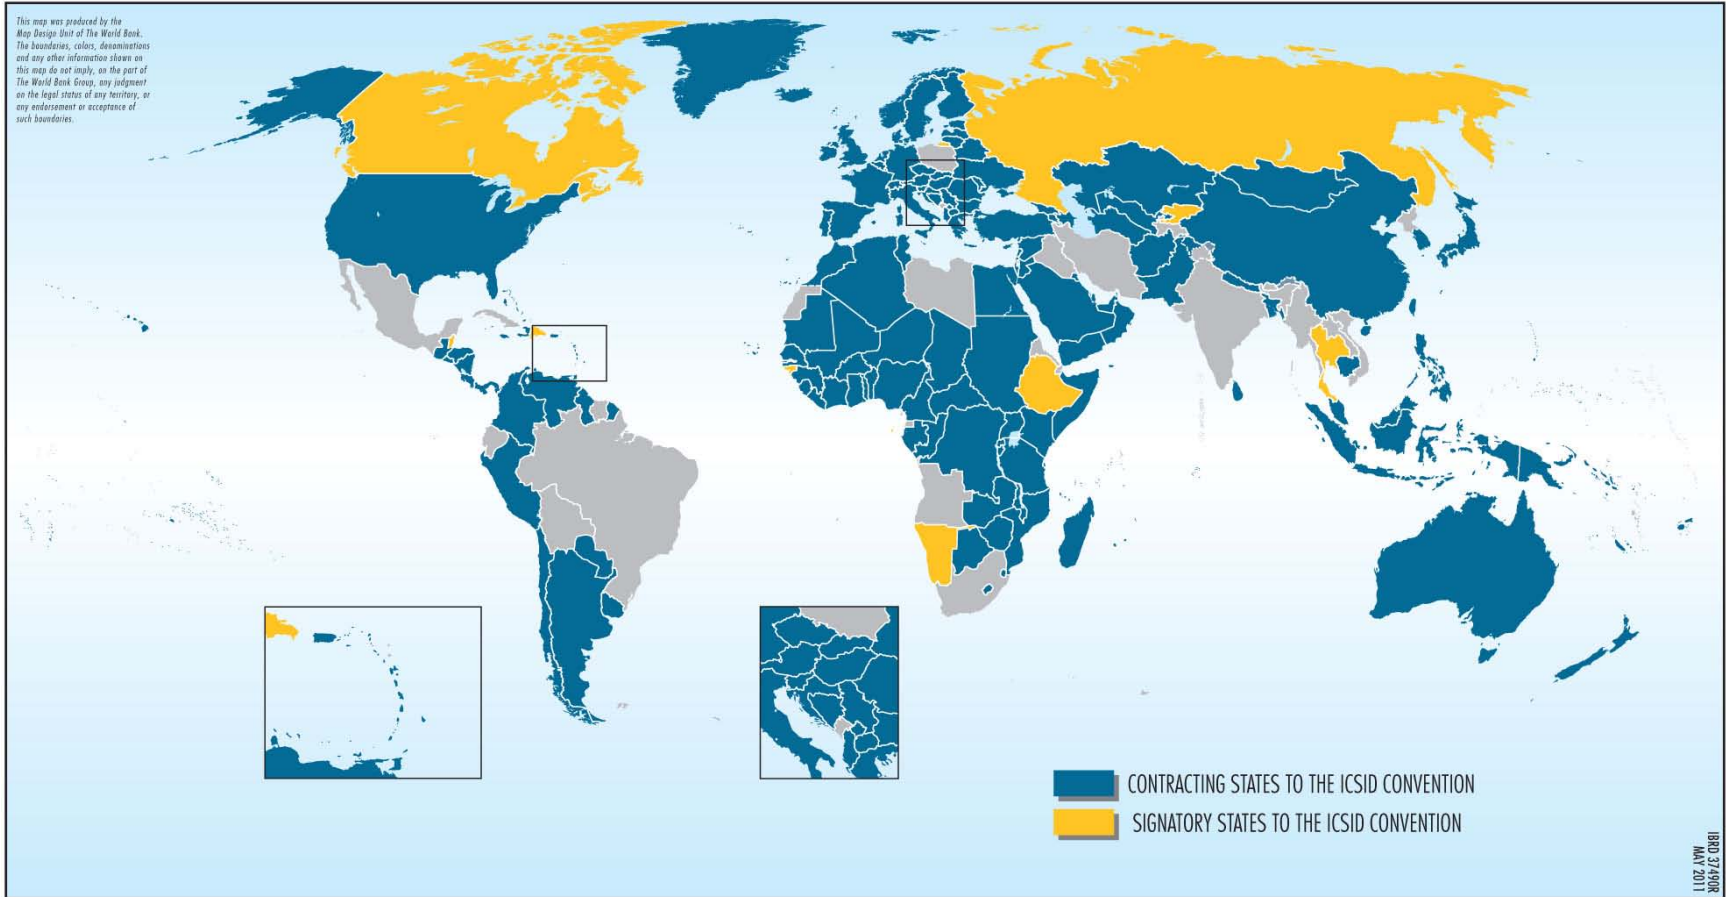 This map was produced by the
Map Design Unit of The World Bank.
The boundaries, colors, denominations
and any other information shown on
this map do not imply, on the part of
The World Bank Group, any judgment
on the legal status of any territory, or
any endorsement or acceptance of
such boundaries.
CONTRACTING STATES TO THE ICSID CONVENTION
SIGNATORY STATES TO THE ICSID CONVENTION
IBRD 37490R
MAY 2011